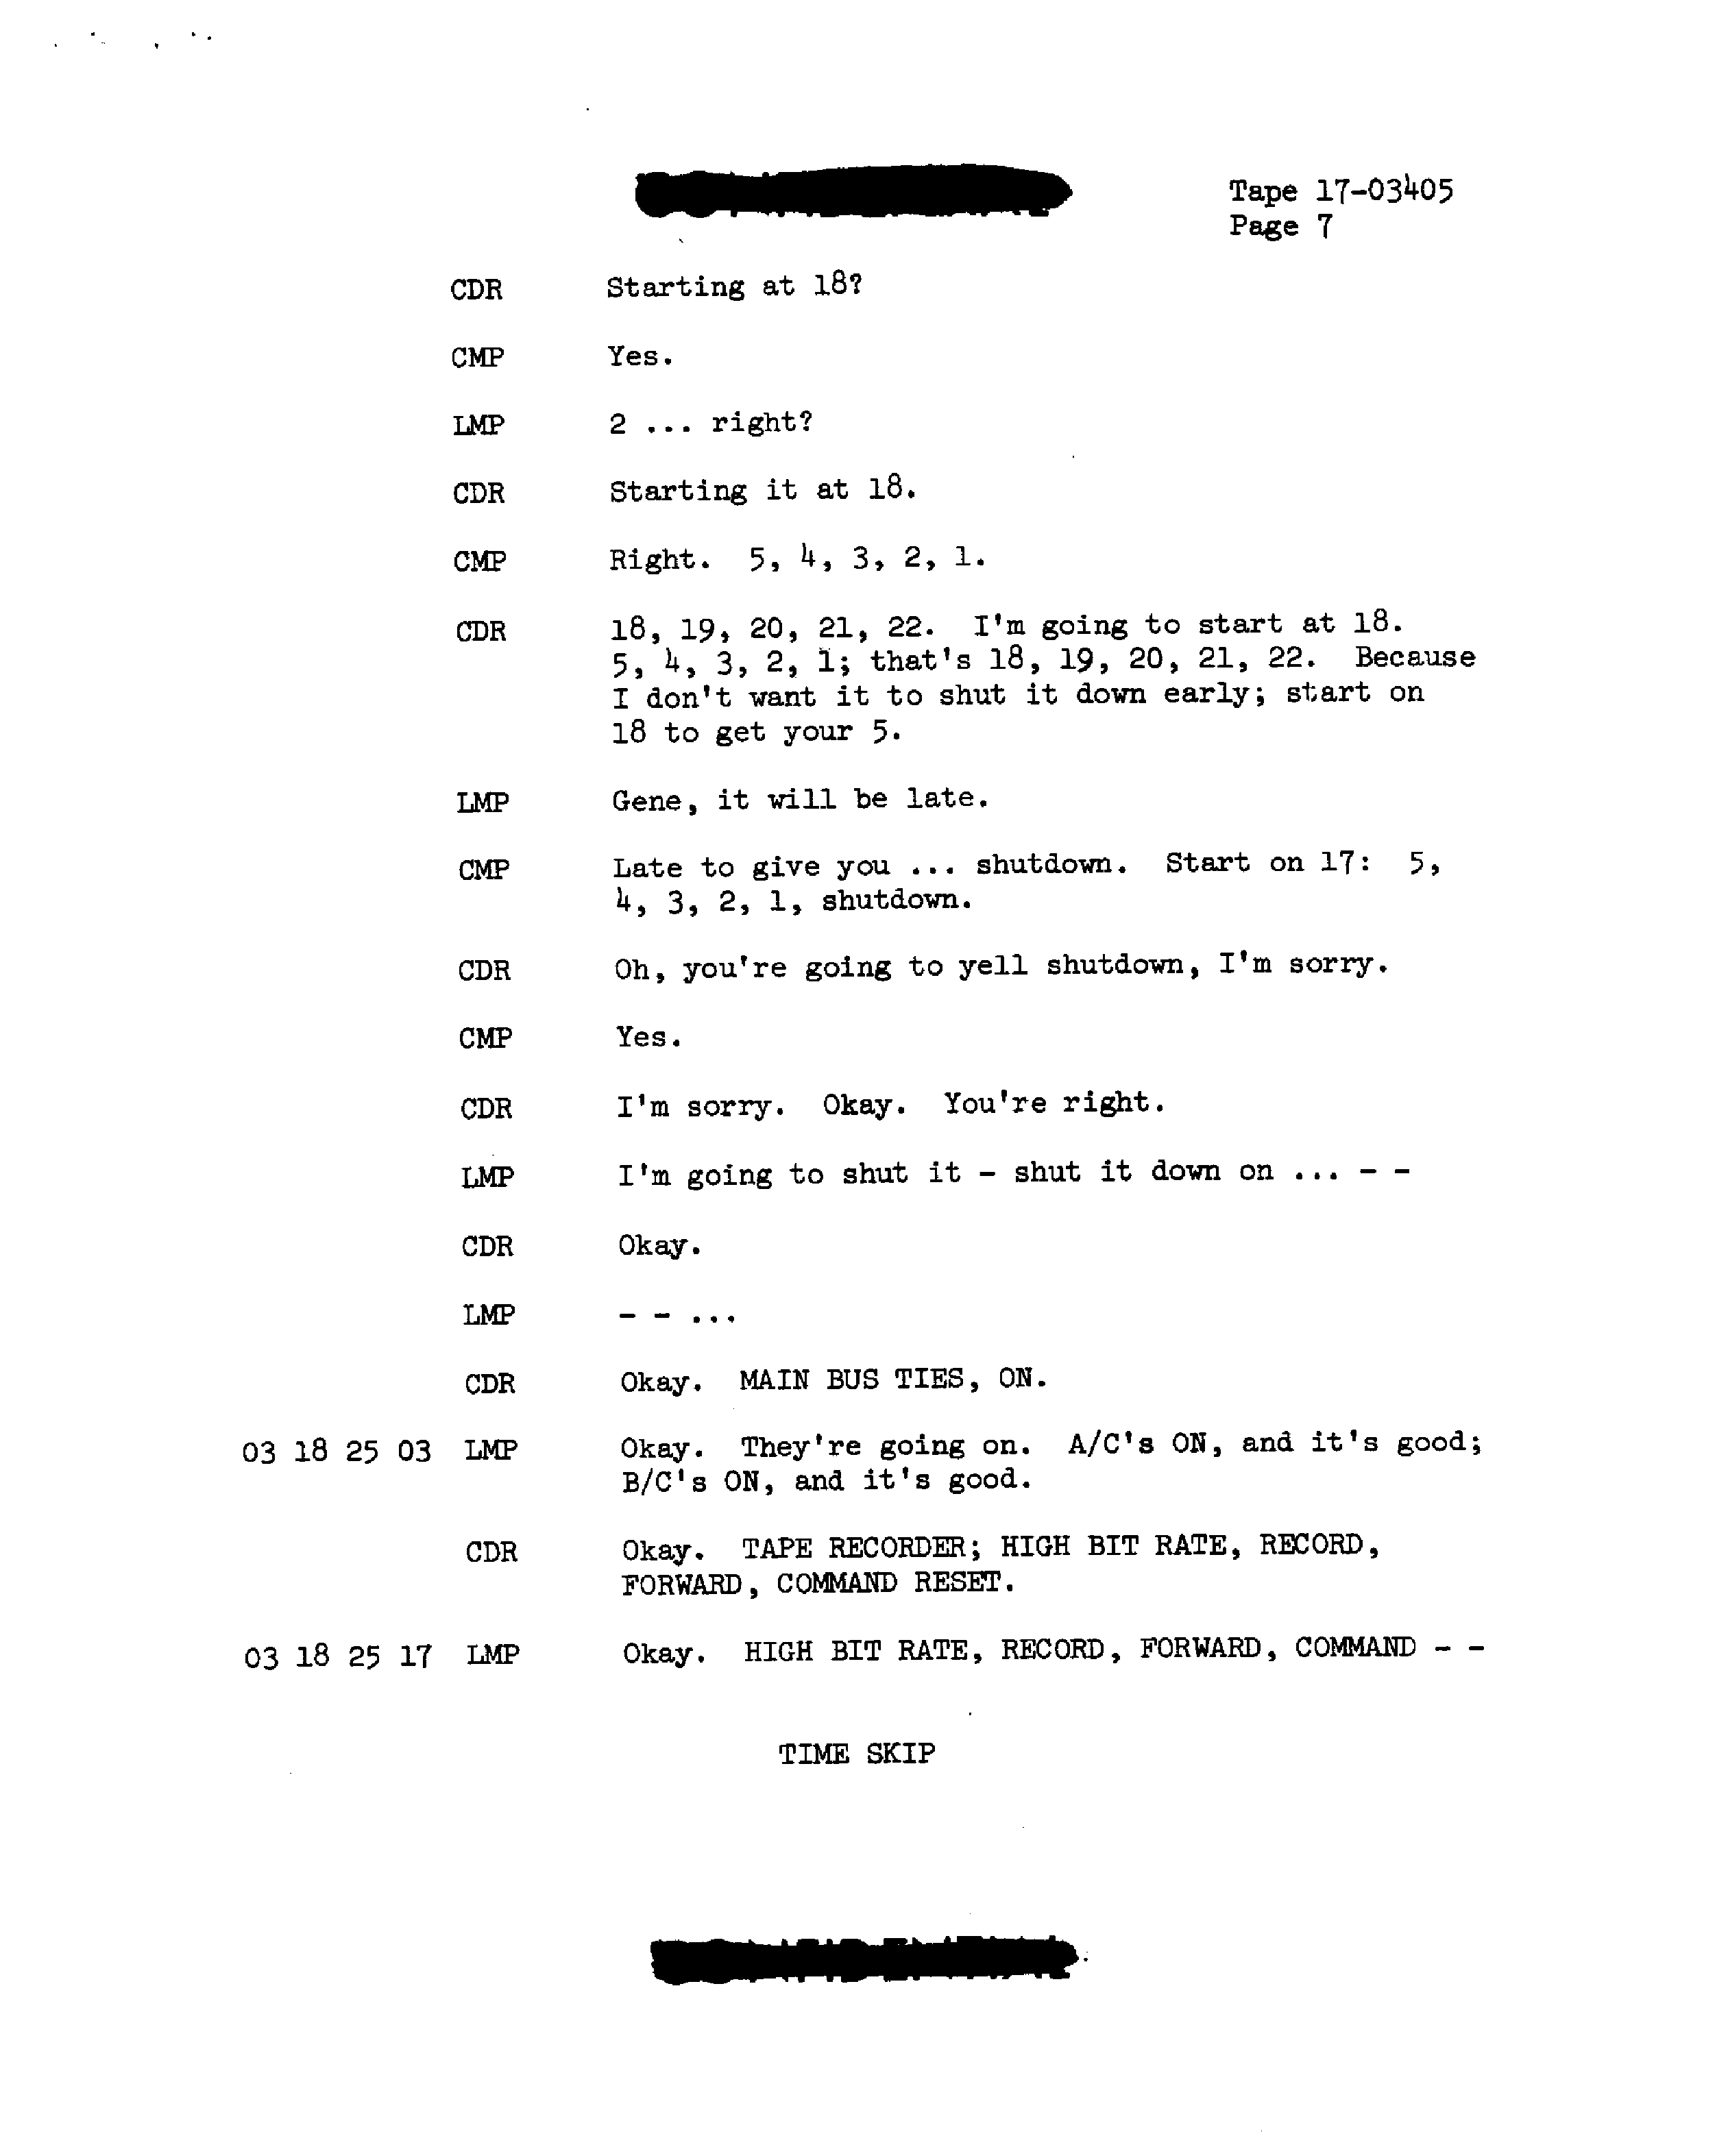 Tape 17-03405
Page 7
CDR Starting at 18?
CMP Yes.
LMP 2 ... right?
CDR Starting it at 18.
CMP Right. 5, 4, 3, 2, 1.
CDR 18, 19, 20, 21, 22. I'm going to start at 18.
5, 4, 3, 2, 1; that's 18, 19, 20, 21, 22. Because
I don't want it to shut it down early; start on
18 to get your 5.
LMP Gene, it will be late.
CMP Late to give you ... shutdown. Start on 17: 5,
4, 3, 2, 1, shutdown.
CDR Oh, you're going to yell shutdown, I'm sorry.
CMP Yes.
CDR I'm sorry. Okay. You're right.
LMP I'm going to shut it - shut it down on ... - -
CDR Okay.
LMP - - ...
CDR Okay. MAIN BUS TIES, ON.
03 18 25 03 LMP Okay. They're going on. A/C's ON, and it's good;
B/C's ON, and it's good.
CDR Okay. TAPE RECORDER; HIGH BIT RATE, RECORD,
FORWARD, COMMAND RESET.
03 18 25 17 LMP Okay. HIGH BIT RATE, RECORD, FORWARD, COMMAND - -
TIME SKIP